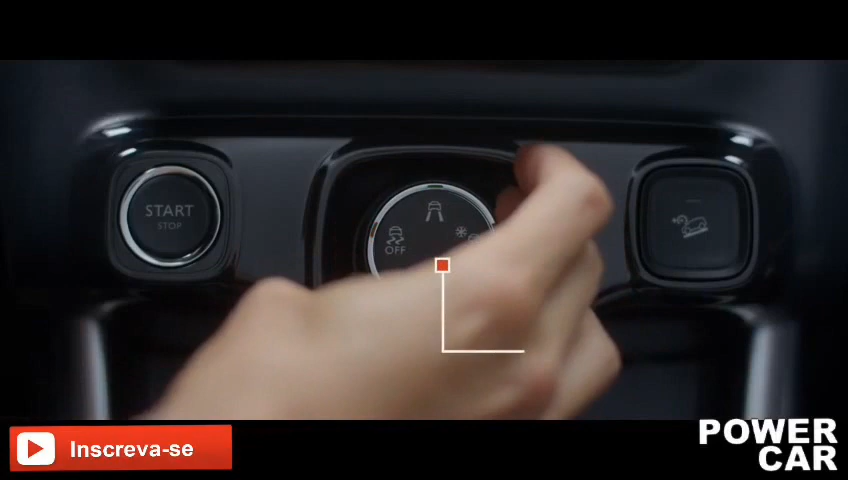 START
STOP
OFF
Inscreva-se
POWER
CAR